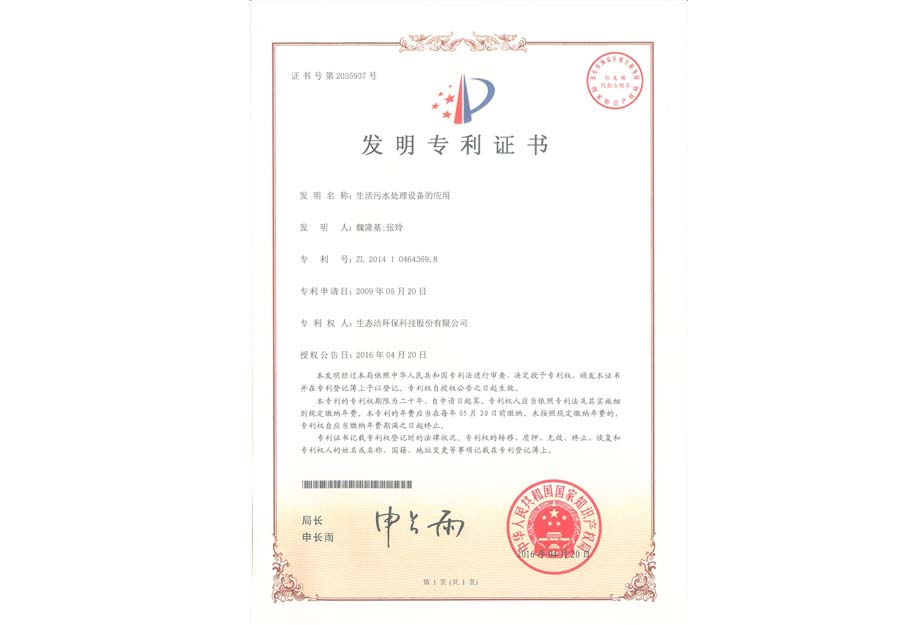 证书号第2035937号
发明专利证书
发 明 名 称：生活污水处理设备的应用
发 明 人：魏隆基;张玲
专 利 号：ZL 2014 1 0464369.8
专利申请日：2009年05月20日
专 利 权 人：生态洁环保科技股份有限公司
授权公告日：2016年04月20日
本发明经过本局依照中华人民共和国专利法进行审查，决定授予专利权，颁发本证书
并在专利登记簿上予以登记。专利权自授权公告之日起生效。
本专利的专利权期限为二十年，自申请日起算。专利权人应当依照专利法及其实施细
则规定缴纳年费。本专利的年费应当在每年05月20日前缴纳。未按照规定缴纳年费的，
专利权自应当缴纳年费期满之日起终止。
专利证书记载专利权登记时的法律状况。专利权的转移、质押、无效、终止、恢复和
专利权人的姓名或名称、国籍、地址变更等事项记载在专利登记簿上。
局长
申长雨
申长雨
中华人民共和国国家知识产权局
2016年04月20日
第 1 页 (共 1 页)